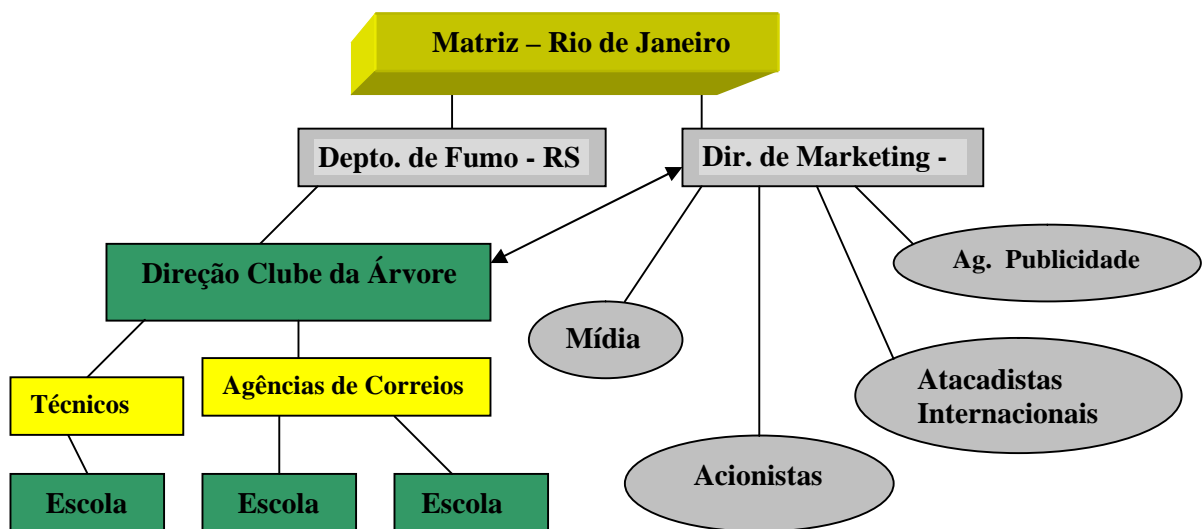 Matriz – Rio de Janeiro
Depto. de Fumo - RS
Dir. de Marketing -
Direção Clube da Árvore
Ag. Publicidade
Mídia
Agências de Correios
Técnicos
Atacadistas
Internacionais
Acionistas
Escola
Escola
Escola